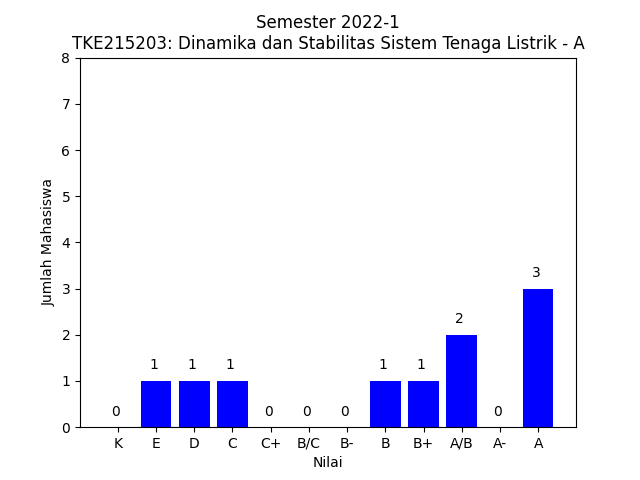 Semester 2022-1
TKE215203: Dinamika dan Stabilitas Sistem Tenaga Listrik - A
8
7
6
5
4
3
2
1
0
Jumlah Mahasiswa
0 1 1 1 0 0 0 1 1 2 0 3
K E D C C+ B/C B- B B+ A/B A- A
Nilai